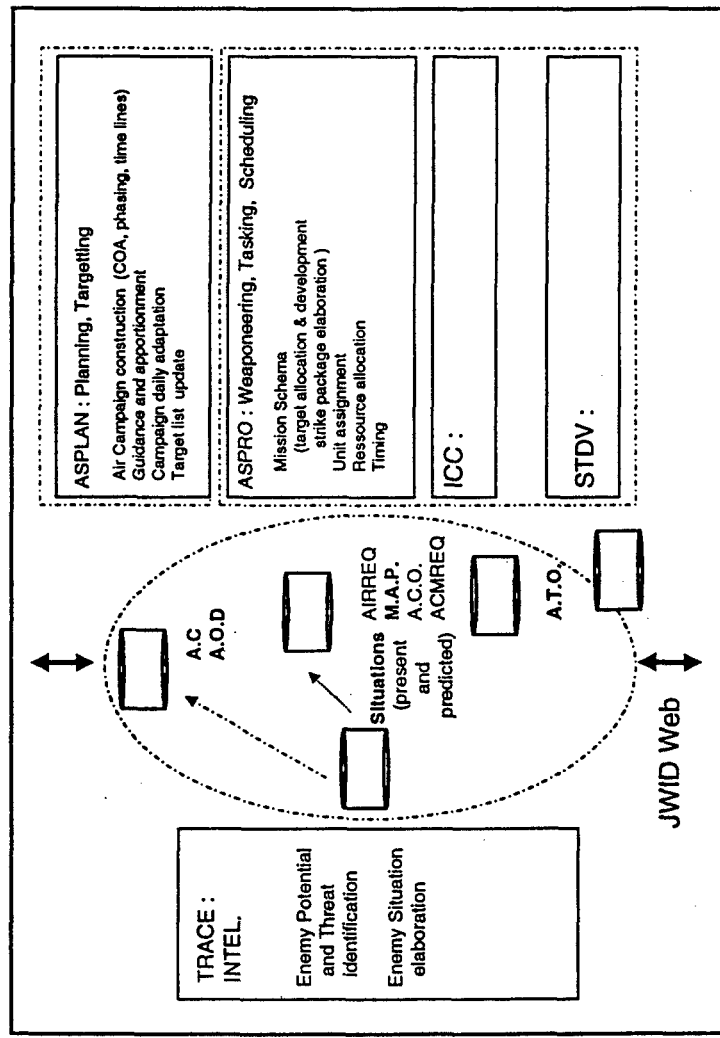 TRACE :
INTEL.
Enemy Potential
and Threat
identification
Enemy Situation
elaboration
A.C
A.O.D
Situations
(present
and
predicted)
AIRREQ
M.A.P.
A.C.O.
ACMREQ
A.T.O.
JWID Web
ASPLAN : Planning, Targetting
Air Campaign construction (COA, phasing, time lines)
Guidance and apportionment
Campaign daily adaptation
Target list update
ASPRO : Weaponeering, Tasking, Scheduling
Mission Schema
(target allocation & development
strike package elaboration )
Unit assignment
Ressource allocation
Timing
ICC :
STDV :